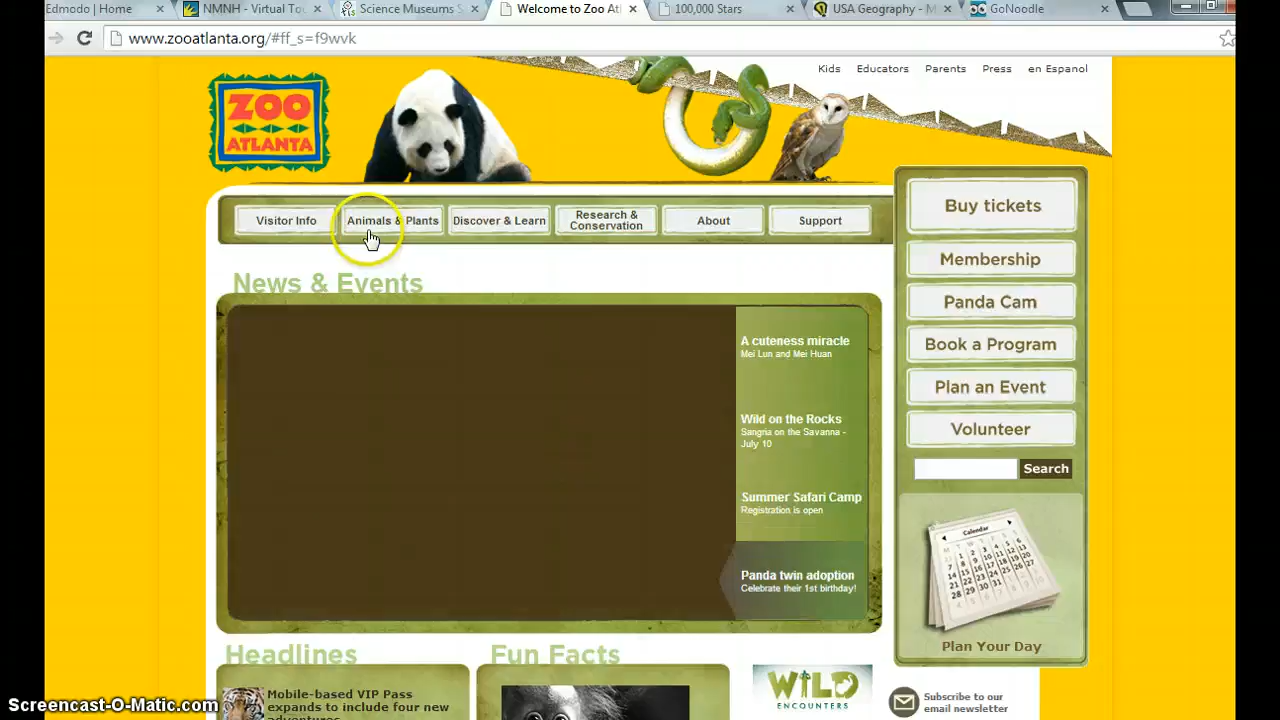 Edmodo | Home
NMNH - Virtual Tou
Science Museums S
Welcome to Zoo Atl
100,000 Stars
USA Geography - M
GoNoodle
www.zooatlanta.org/#ff_s=f9wvk
Kids Educators Parents Press en Espanol
ZOO
ATLANTA
Visitor Info
Animals & Plants
Discover & Learn
Research &
Conservation
About
Support
Buy tickets
Membership
Panda Cam
Book a Program
Plan an Event
Volunteer
Search
News & Events
A cuteness miracle
Mei Lun and Mei Huan
Wild on the Rocks
Sangria on the Savanna -
July 10
Summer Safari Camp
Registration is open
Panda twin adoption
Celebrate their 1st birthday!
Calendar
Plan Your Day
Headlines
Mobile-based VIP Pass
expands to include four new
adventures
Fun Facts
WILD
ENCOUNTERS
Subscribe to our
email newsletter
Screencast-O-Matic.com